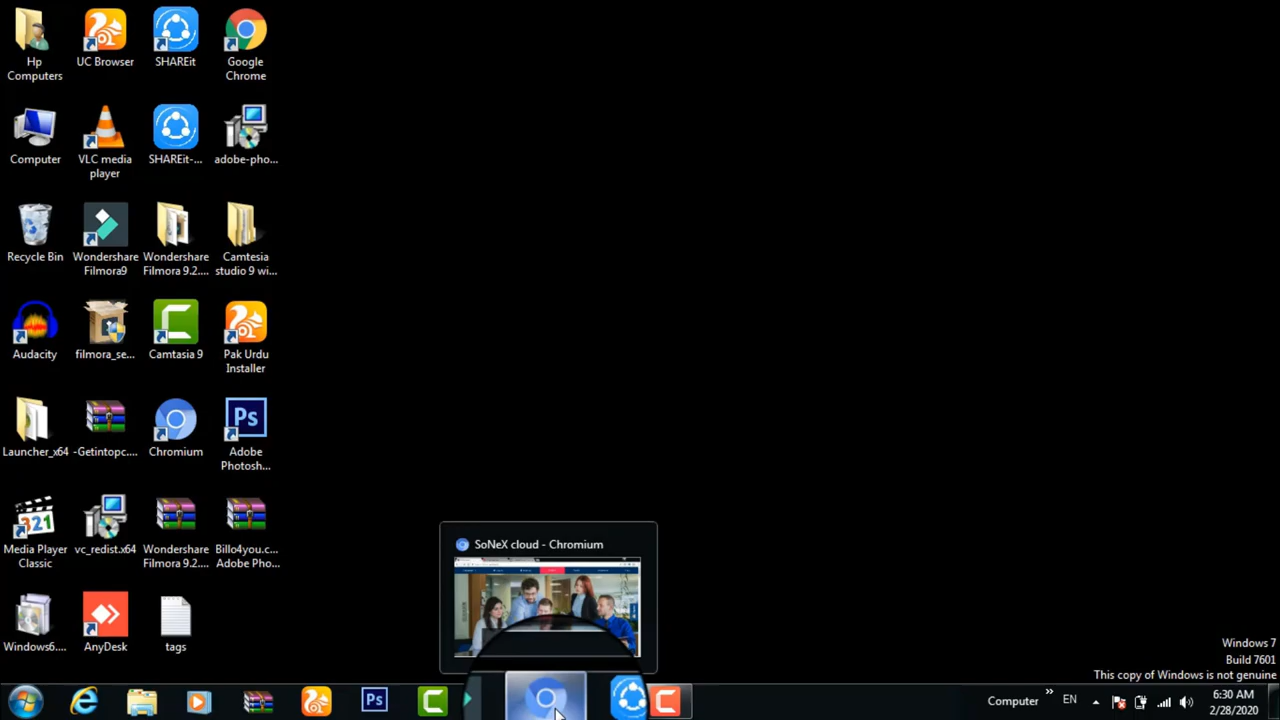 Hp
Computers
UC Browser
SHAREit
Google
Chrome
Computer
VLC media
player
SHAREit-...
adobe-pho...
Recycle Bin
Wondershare
Filmora9
Wondershare
Filmora 9.2....
Camtesia
studio 9 wi...
Audacity
filmora_se...
Camtasia 9
Pak Urdu
Installer
Launcher_x64
-Getintopc....
Chromium
Ps
Adobe
Photosh...
321
Media Player
Classic
vc_redist.x64
Wondershare
Filmora 9.2....
Billo4you.c...
Adobe Pho...
Windows6....
AnyDesk
tags
SoNeX cloud - Chromium
Windows 7
Build 7601
This copy of Windows is not genuine
Ps
Computer
»
EN
6:30 AM
2/28/2020